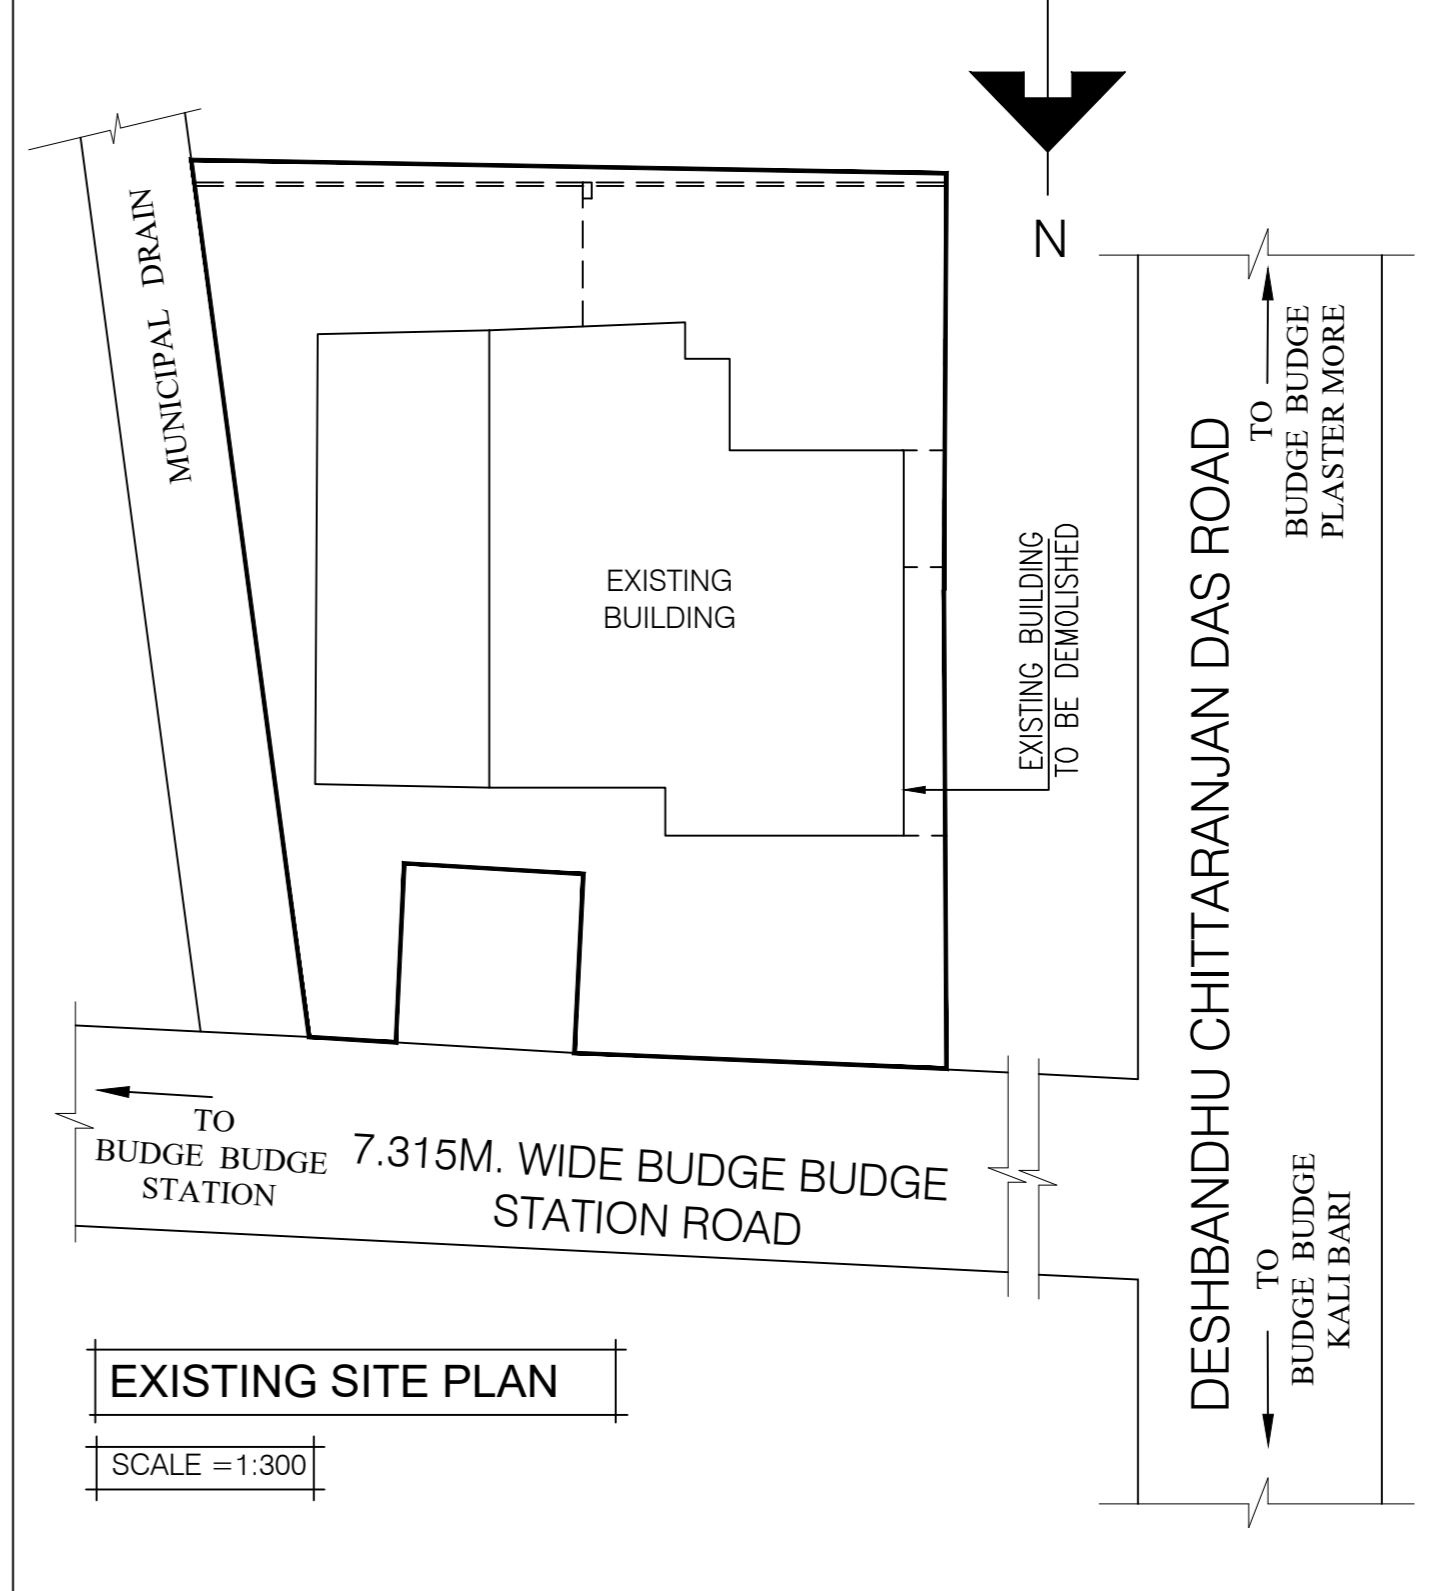 N
MUNICIPAL DRAIN
EXISTING
BUILDING
EXISTING BUILDING
TO BE DEMOLISHED
DESHBANDHU CHITTARANJAN DAS ROAD
TO
BUDGE BUDGE
PLASTER MORE
TO
BUDGE BUDGE
STATION
7.315M. WIDE BUDGE BUDGE
STATION ROAD
TO
BUDGE BUDGE
KALI BARI
EXISTING SITE PLAN
SCALE =1:300